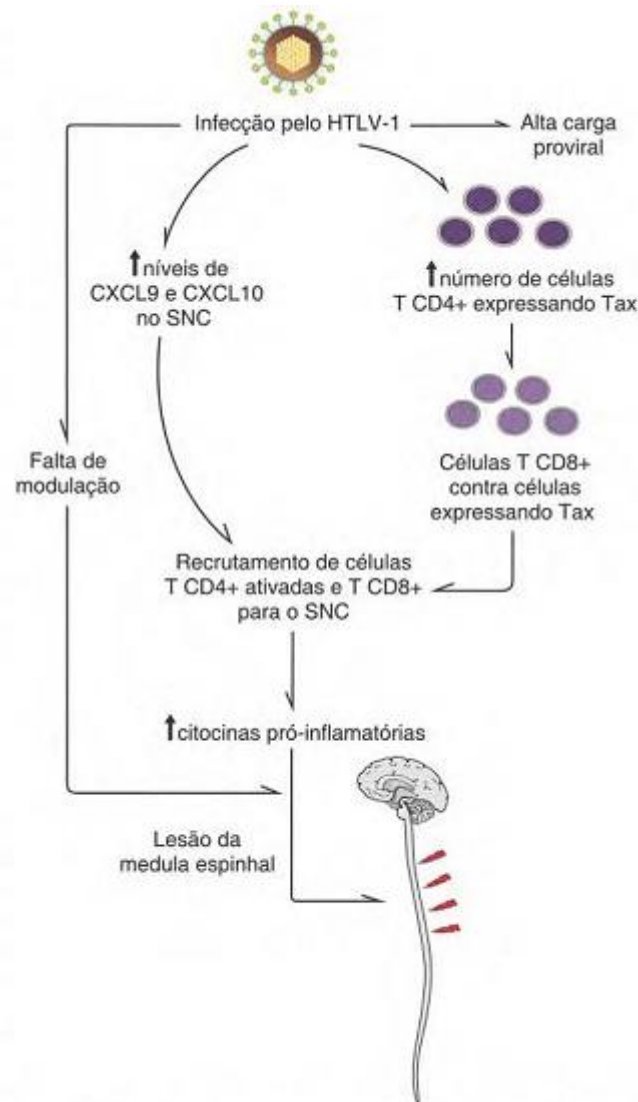 Infecção pelo HTLV-1
Alta carga
proviral
níveis de
CXCL9 e CXCL10
no SNC
número de células
T CD4+ expressando Tax
Falta de
modulação
Células T CD8+
contra células
expressando Tax
Recrutamento de células
T CD4+ ativadas e T CD8+
para o SNC
citocinas pró-inflamatórias
Lesão da
medula espinhal